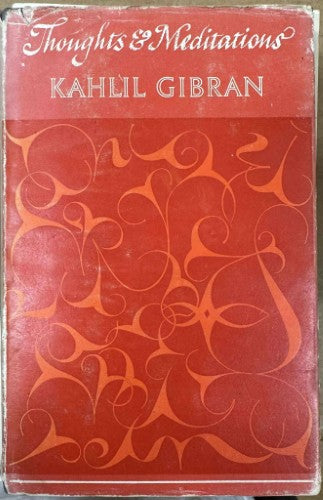 Thoughts & Meditations
KAHLIL GIBRAN